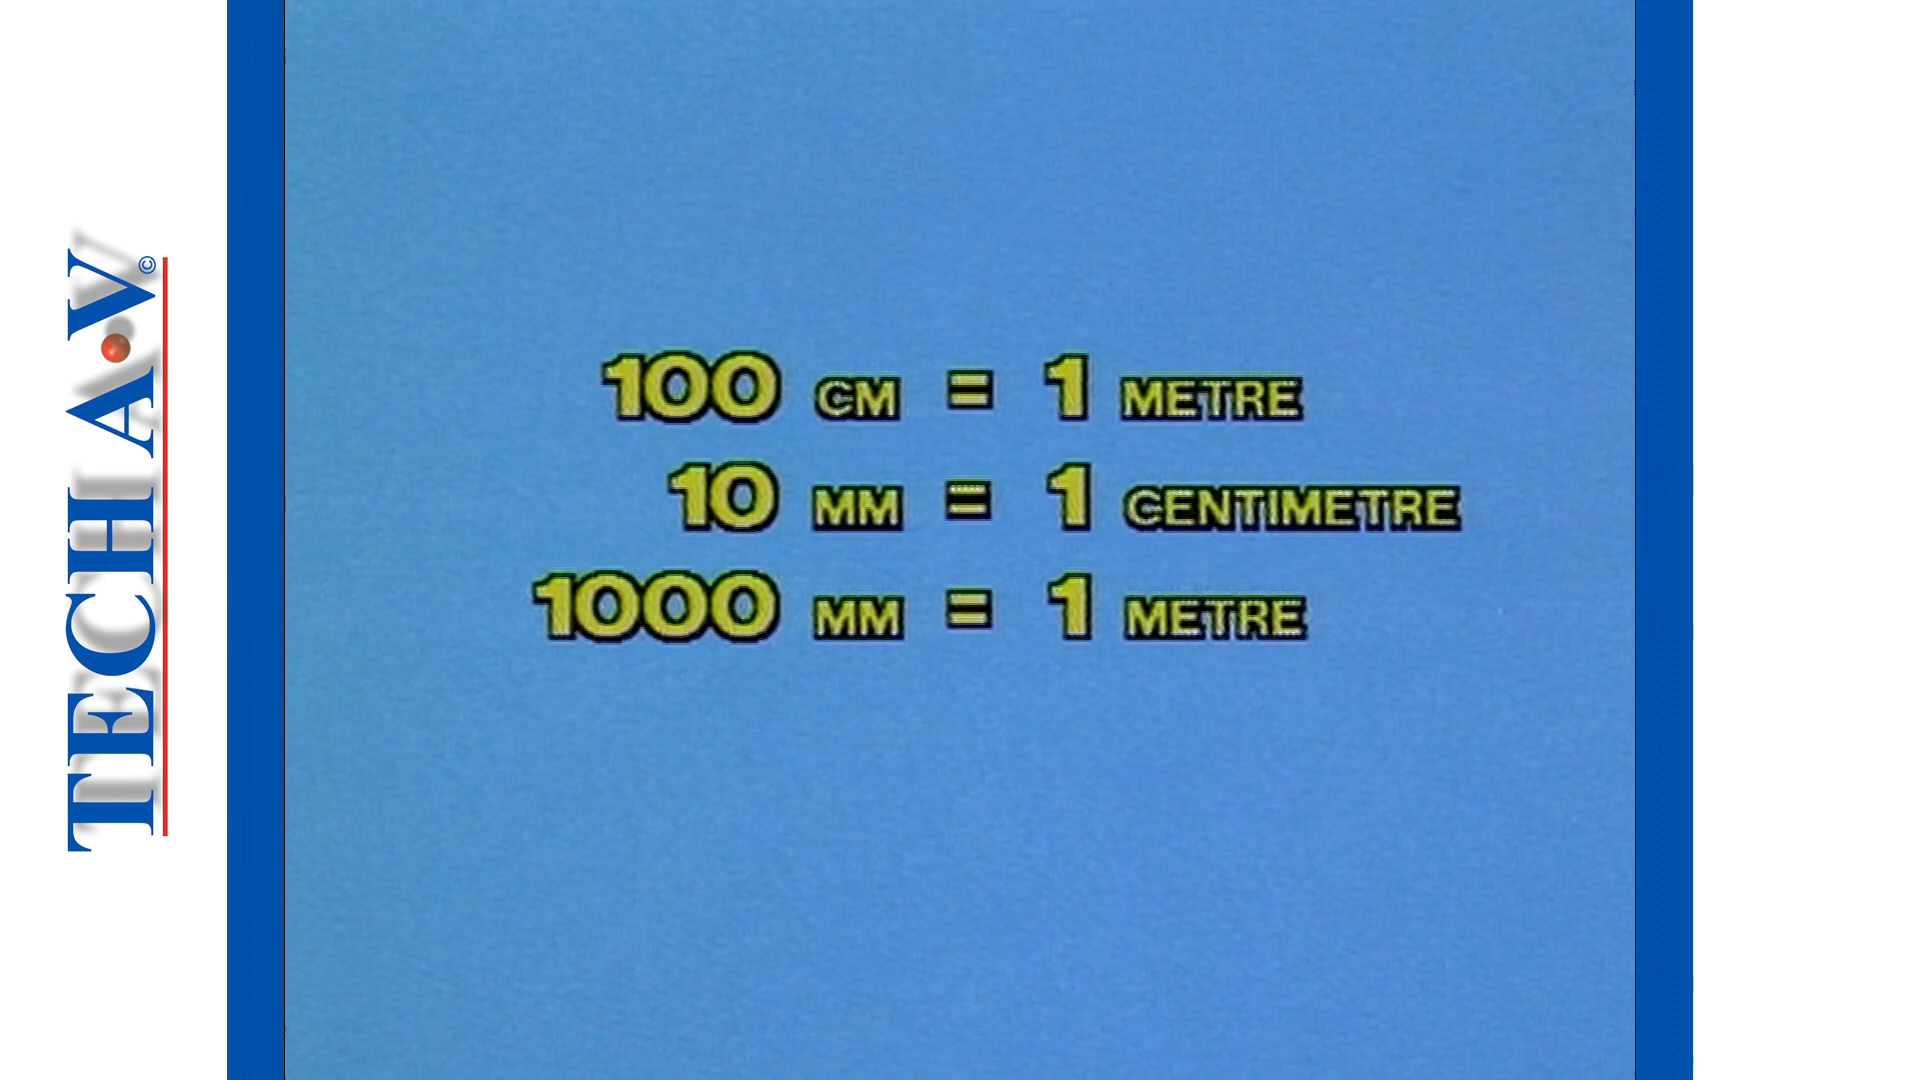 TECH A.V ©
100 CM = 1 METRE
10 MM = 1 CENTIMETRE
1000 MM = 1 METRE